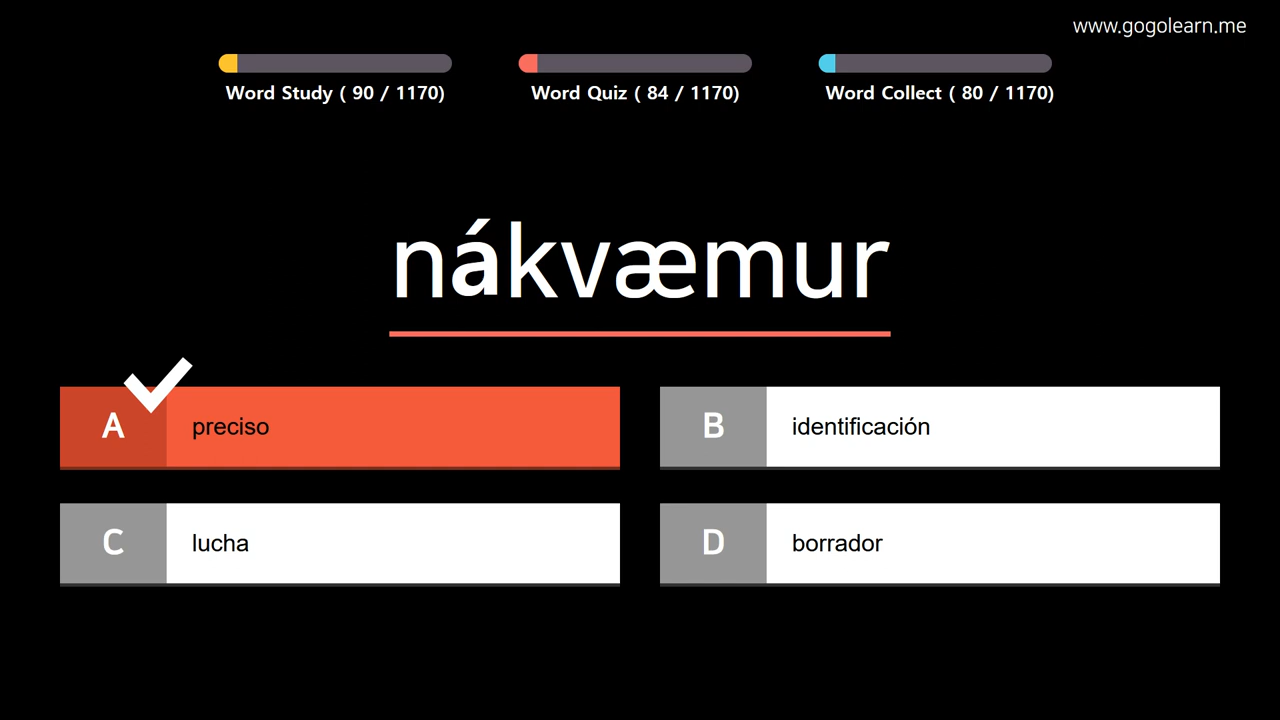 www.gogolearn.me
Word Study ( 90 / 1170)
Word Quiz ( 84 / 1170)
Word Collect ( 80 / 1170)
nákvæmur
A
preciso
B
identificación
C
lucha
D
borrador